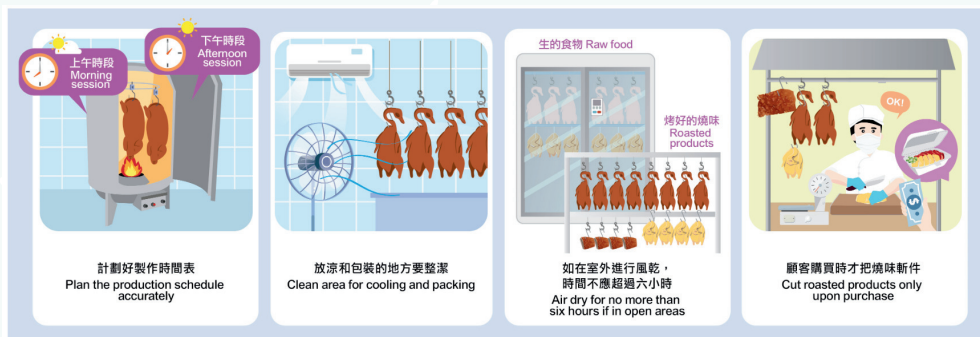 上午時段
Morning
session
下午時段
Afternoon
session
計劃好製作時間表
Plan the production schedule
accurately
放涼和包裝的地方要整潔
Clean area for cooling and packing
生的食物 Raw food
烤好的燒味
Roasted
products
如在室外進行風乾，
時間不應超過六小時
Air dry for no more than
six hours if in open areas
OK!
$
顧客購買時才把燒味斬件
Cut roasted products only
upon purchase